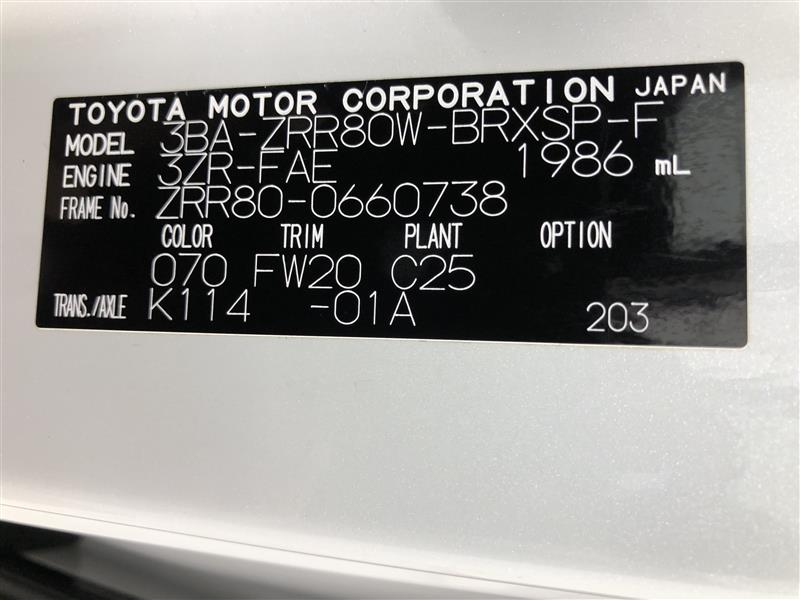 TOYOTA MOTOR CORPORATION JAPAN
MODEL 3BA-ZRR80W-BRXSP-F
ENGINE 3ZR-FAE 1986 mL
FRAME No. ZRR80-0660738
COLOR TRIM PLANT OPTION
070 FW20 C25
TRANS./AXLE K114 -01A 203